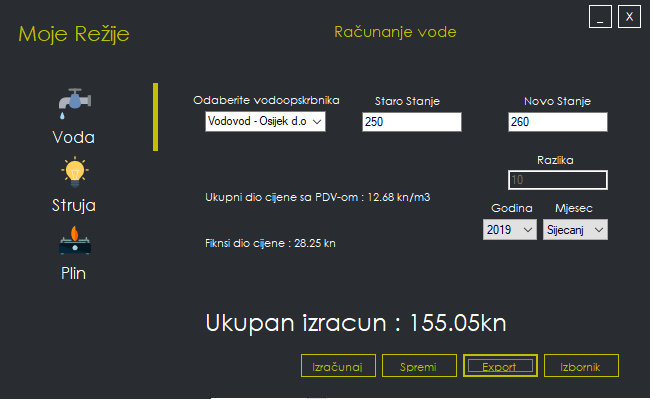 Moje Režije
Računanje vode
_
X
Voda
Struja
Plin
Odaberite vodoopskrbnika
Staro Stanje
Novo Stanje
Vodovod - Osijek d.o
250
260
Razlika
10
Ukupni dio cijene sa PDV-om : 12.68 kn/m3
Godina
Mjesec
2019
Sijecanj
Fiknsi dio cijene : 28.25 kn
Ukupan izracun : 155.05kn
Izračunaj
Spremi
Export
Izbornik